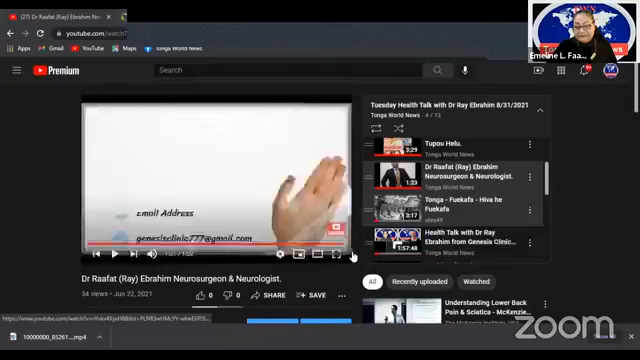 (27) Dr Raafat (Ray) Ebrahim Neu
youtube.com/watch?
Apps
Gmail
YouTube
Maps
Tonga World News
Emeline L. Faa...
Premium
Search
9+
Tuesday Health Talk with Dr Ray Ebrahim 8/31/2021
Tonga World News - 4 / 13
Tupou Helu.
Tonga World News
3:29
Dr Raafat (Ray) Ebrahim
Neurosurgeon & Neurologist.
Tonga World News
1:23
Tonga - Fuekafa - Hiva he
Fuekafa
3:17
Health Talk with Dr Ray
Ebrahim from Genesis Clinic...
Tonga World News
1:57:48
Email Address
genesisclinic777@gmail.com
Dr Raafat (Ray) Ebrahim Neurosurgeon & Neurologist.
34 views • Jun 22, 2021
0
0
SHARE
SAVE
All
Recently uploaded
Watched
Understanding Lower Back
Pain & Sciatica - McKenzie...
10000000_85261....mp4
zoom